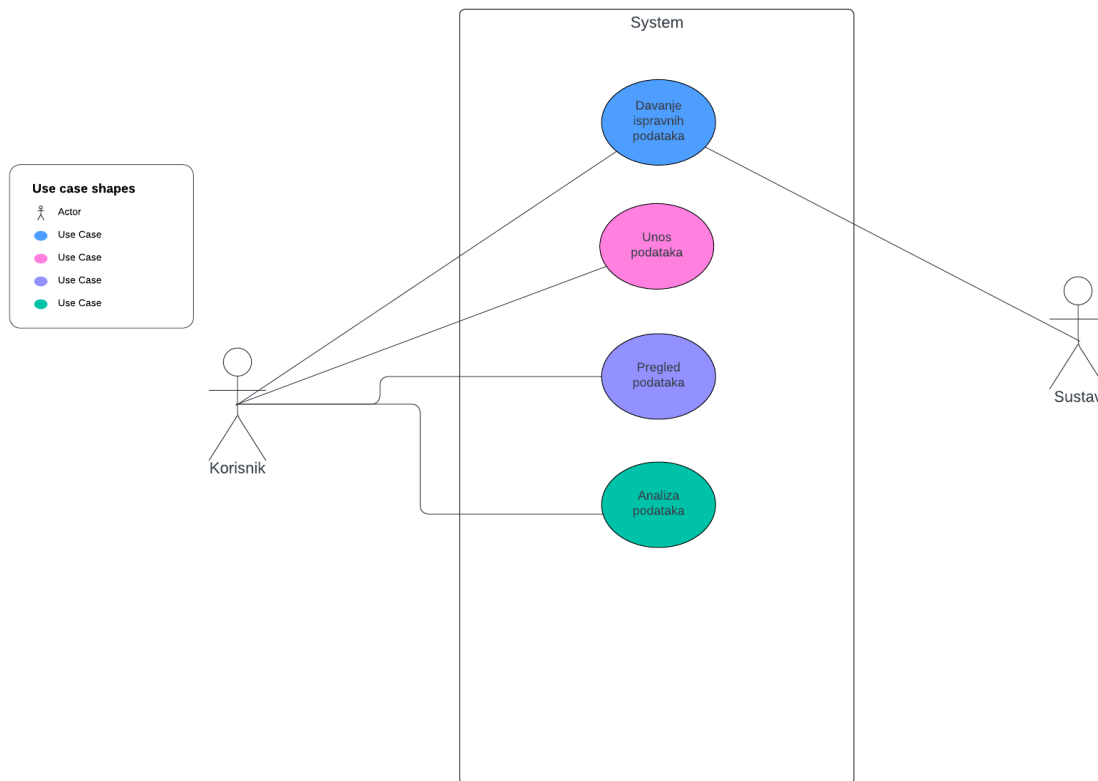 System
Davanje
ispravnih
podataka
Use case shapes
Actor
Use Case
Use Case
Use Case
Use Case
Unos
podataka
Pregled
podataka
Sustav
Korisnik
Analiza
podataka